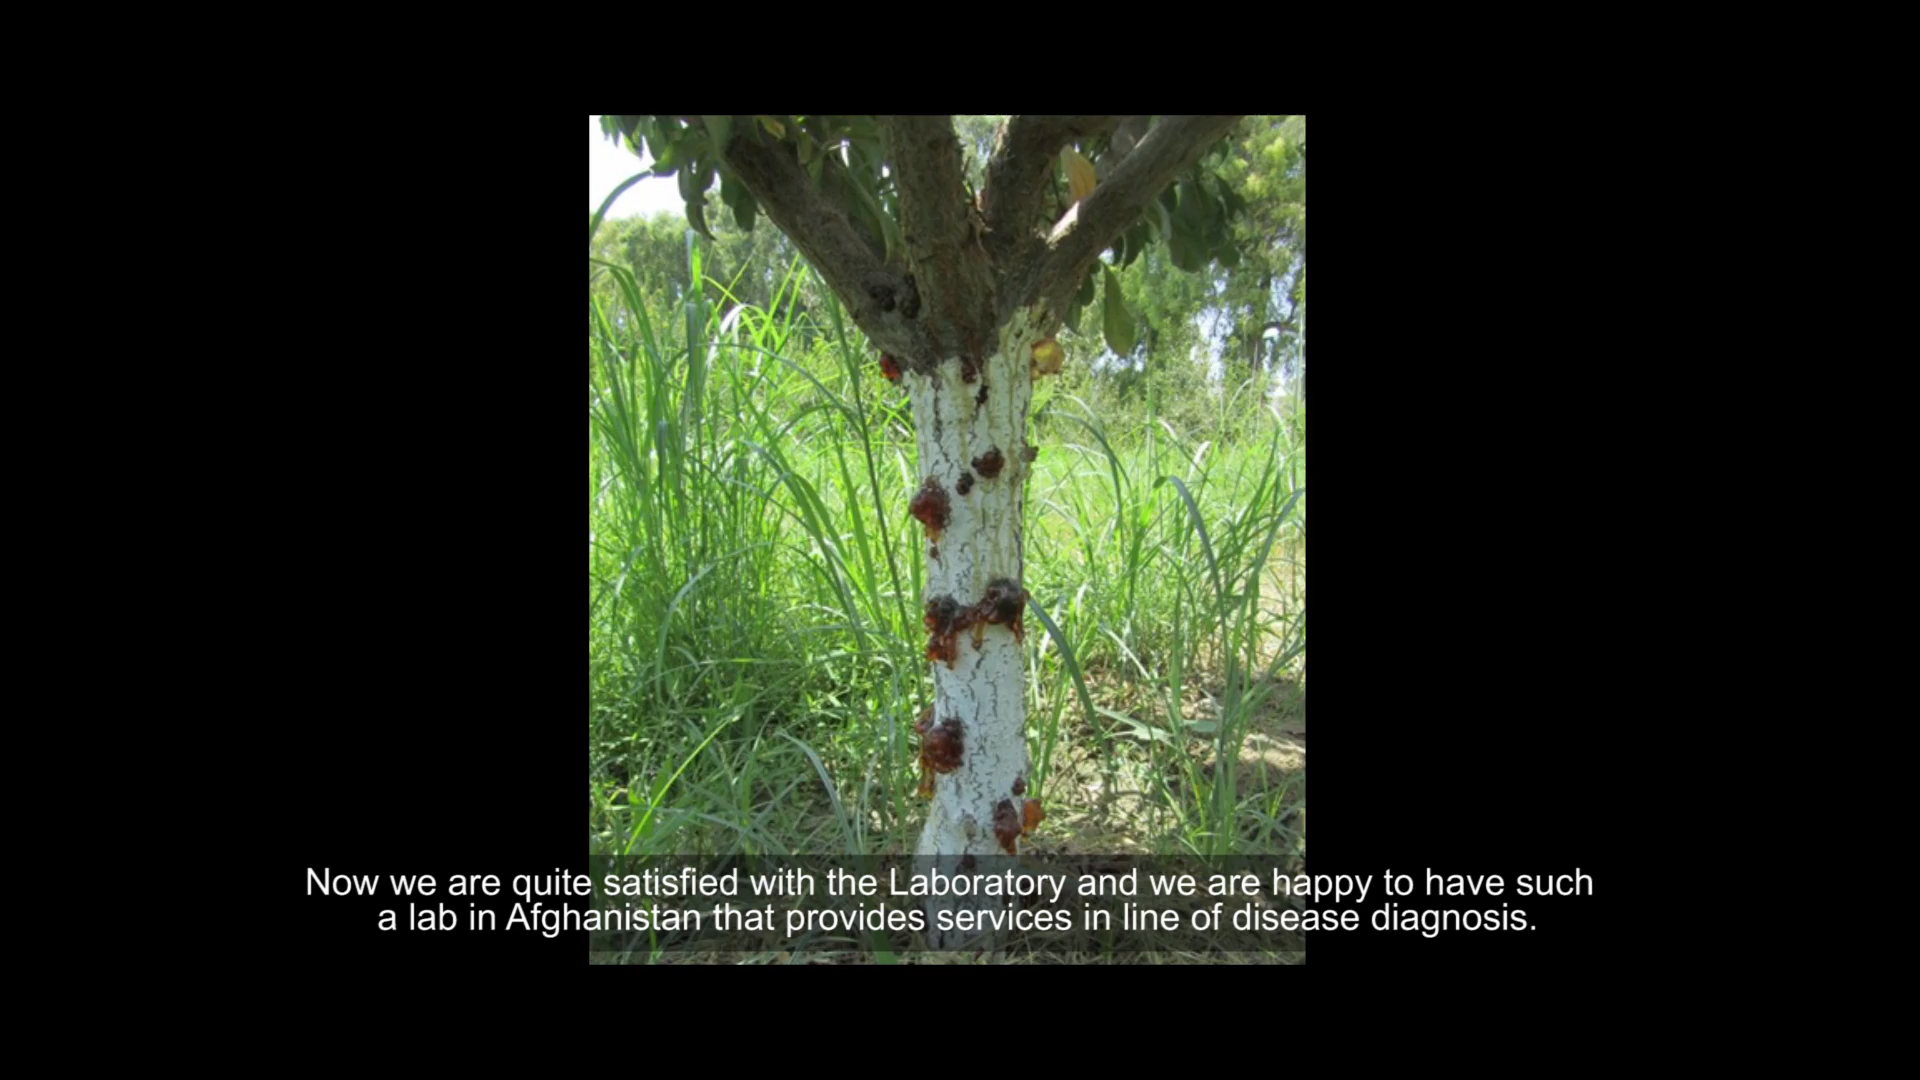 Now we are quite satisfied with the Laboratory and we are happy to have such
a lab in Afghanistan that provides services in line of disease diagnosis.